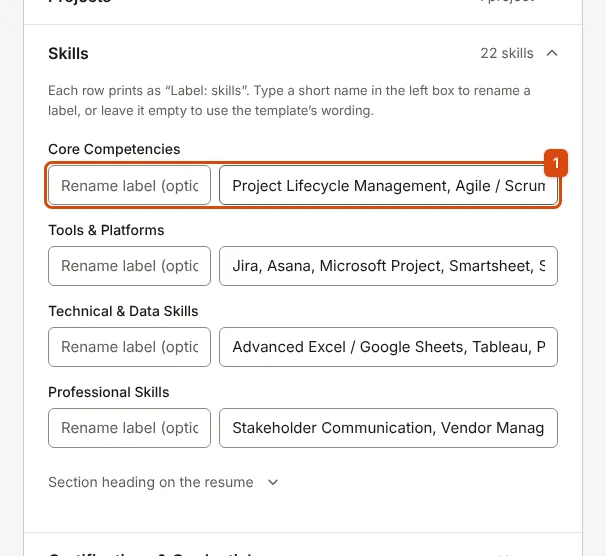 Projects
1 project
Skills
22 skills
Each row prints as “Label: skills”. Type a short name in the left box to rename a
label, or leave it empty to use the template’s wording.
Core Competencies
1
Rename label (optic
Project Lifecycle Management, Agile / Scrum
Tools & Platforms
Rename label (optic
Jira, Asana, Microsoft Project, Smartsheet, S
Technical & Data Skills
Rename label (optic
Advanced Excel / Google Sheets, Tableau, P
Professional Skills
Rename label (optic
Stakeholder Communication, Vendor Manag
Section heading on the resume